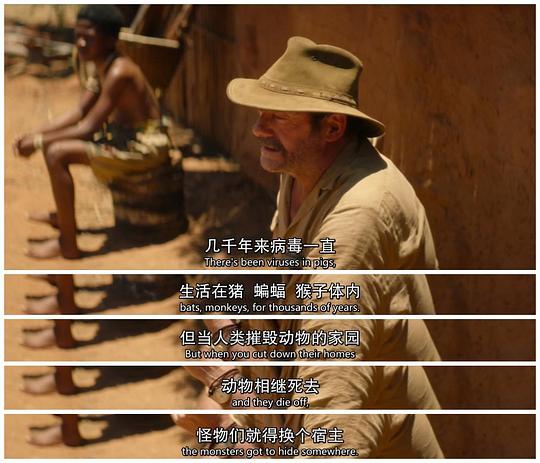 几千年来病毒一直
There's been viruses in pigs,
生活在猪 蝙蝠 猴子体内
bats, monkeys, for thousands of years.
但当人类摧毁动物的家园
But when you cut down their homes
动物相继死去
and they die off,
怪物们就得换个宿主
the monsters got to hide somewhere.